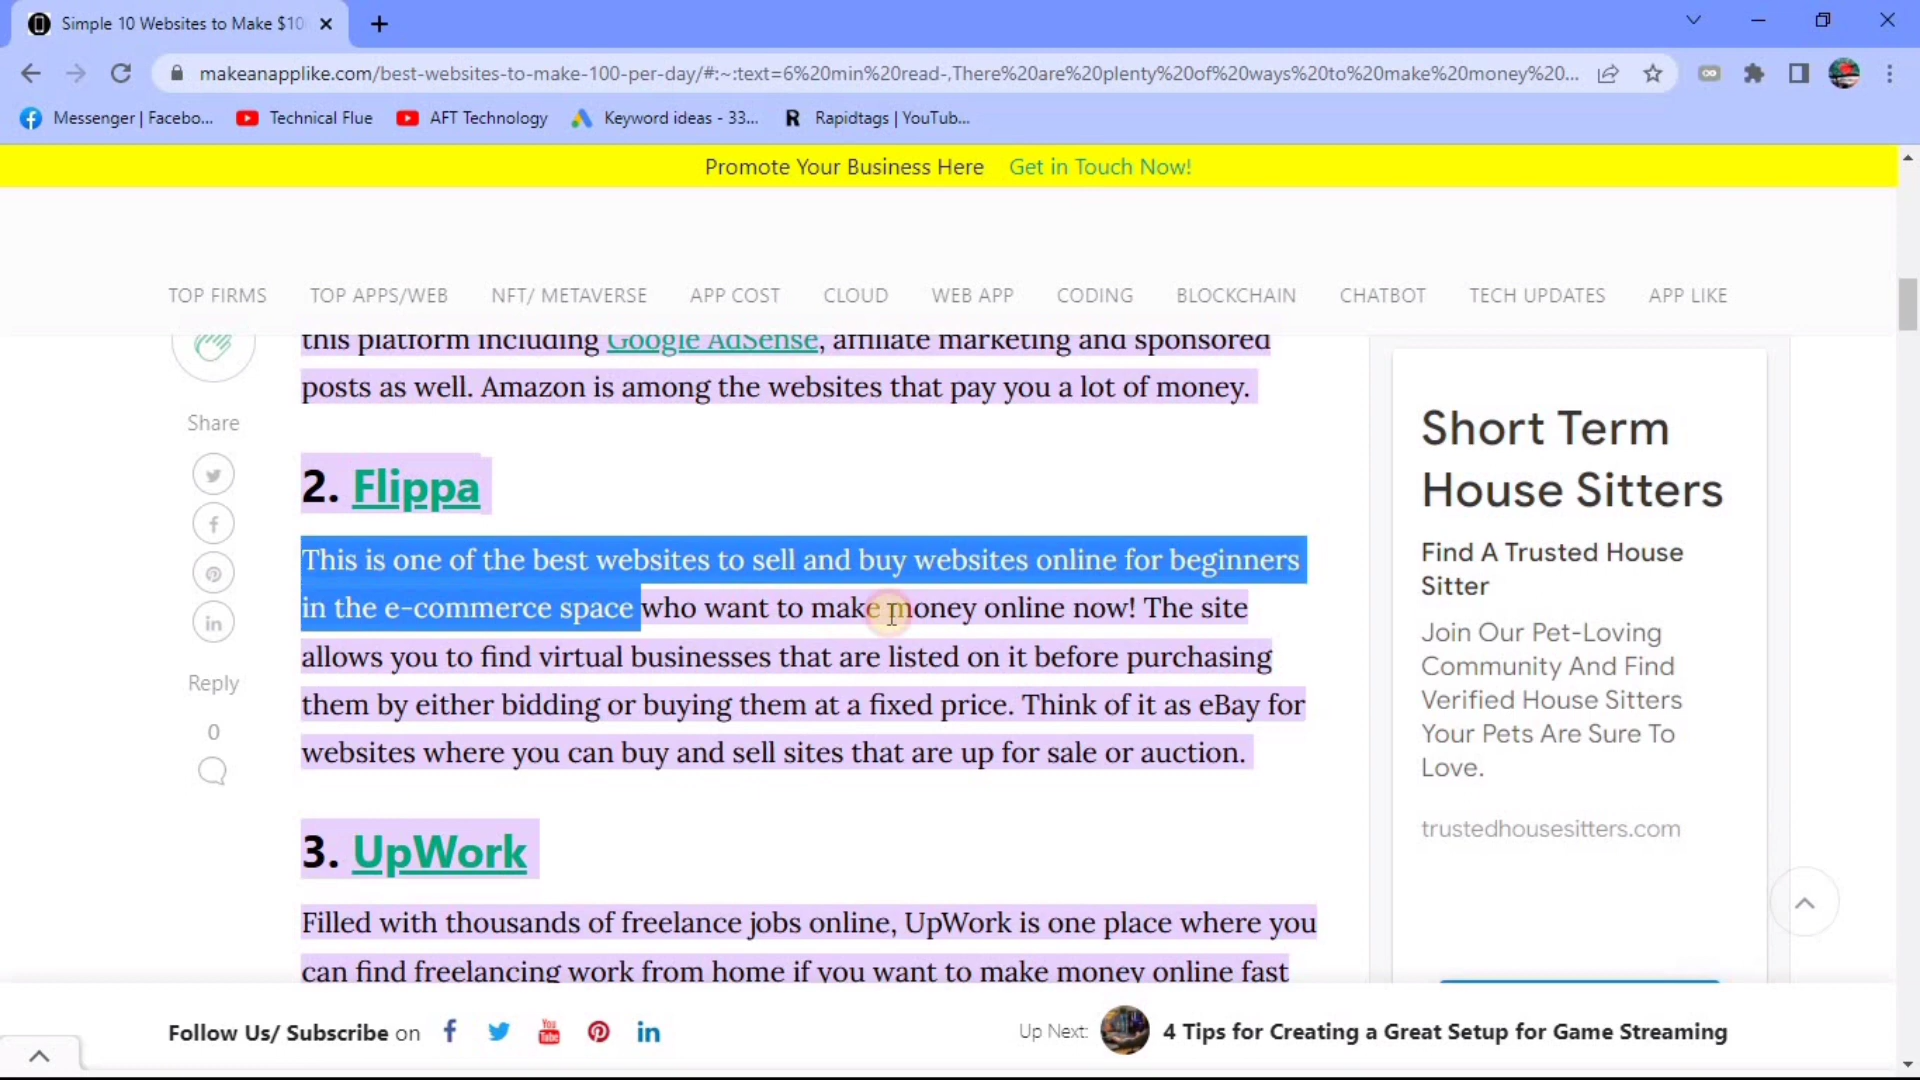 Simple 10 Websites to Make $10
makeanapplike.com/best-websites-to-make-100-per-day/#:~:text=6%20min%20read-,There%20are%20plenty%20of%20ways%20to%20make%20money%20...
Messenger | Facebo... Technical Flue AFT Technology Keyword ideas - 33... R Rapidtags | YouTub...
Promote Your Business Here Get in Touch Now!
TOP FIRMS TOP APPS/WEB NFT/ METAVERSE APP COST CLOUD WEB APP CODING BLOCKCHAIN CHATBOT TECH UPDATES APP LIKE
this platform including Google AdSense, affiliate marketing and sponsored
posts as well. Amazon is among the websites that pay you a lot of money.
Share
2. Flippa
This is one of the best websites to sell and buy websites online for beginners
in the e-commerce space who want to make money online now! The site
allows you to find virtual businesses that are listed on it before purchasing
them by either bidding or buying them at a fixed price. Think of it as eBay for
websites where you can buy and sell sites that are up for sale or auction.
Reply
0
3. UpWork
Filled with thousands of freelance jobs online, UpWork is one place where you
can find freelancing work from home if you want to make money online fast
Short Term
House Sitters
Find A Trusted House
Sitter
Join Our Pet-Loving
Community And Find
Verified House Sitters
Your Pets Are Sure To
Love.
trustedhousesitters.com
Follow Us/ Subscribe on
Up Next: 4 Tips for Creating a Great Setup for Game Streaming